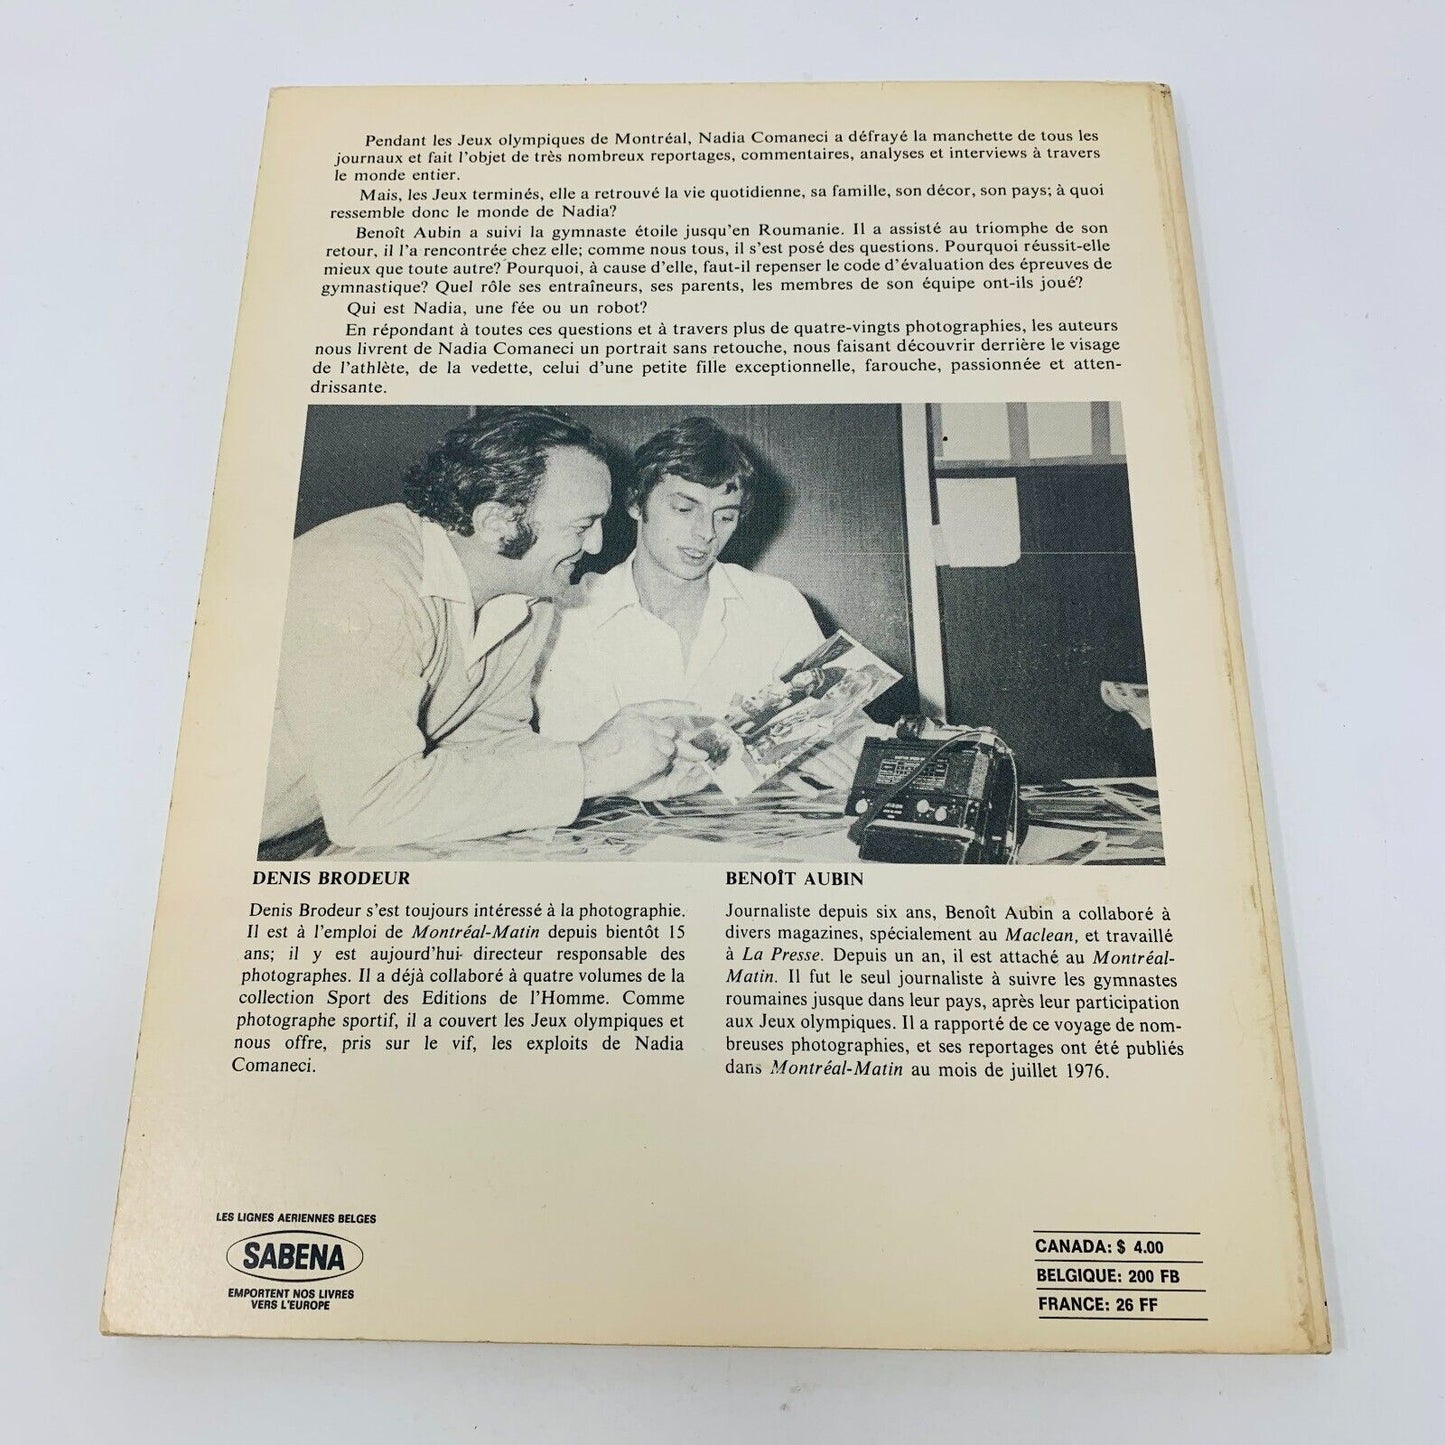 Pendant les Jeux olympiques de Montréal, Nadia Comaneci a défrayé la manchette de tous les
journaux et fait l'objet de très nombreux reportages, commentaires, analyses et interviews à travers
le monde entier.
Mais, les Jeux terminés, elle a retrouvé la vie quotidienne, sa famille, son décor, son pays; à quoi
ressemble donc le monde de Nadia?
Benoît Aubin a suivi la gymnaste étoile jusqu'en Roumanie. Il a assisté au triomphe de son
retour, il l'a rencontrée chez elle; comme nous tous, il s'est posé des questions. Pourquoi réussit-elle
mieux que toute autre? Pourquoi, à cause d'elle, faut-il repenser le code d'évaluation des épreuves de
gymnastique? Quel rôle ses entraîneurs, ses parents, les membres de son équipe ont-ils joué?
Qui est Nadia, une fée ou un robot?
En répondant à toutes ces questions et à travers plus de quatre-vingts photographies, les auteurs
nous livrent de Nadia Comaneci un portrait sans retouche, nous faisant découvrir derrière le visage
de l'athlète, de la vedette, celui d'une petite fille exceptionnelle, farouche, passionnée et atten-
drissante.
DENIS BRODEUR
Denis Brodeur s'est toujours intéressé à la photographie.
Il est à l'emploi de Montréal-Matin depuis bientôt 15
ans; il y est aujourd'hui directeur responsable des
photographes. Il a déjà collaboré à quatre volumes de la
collection Sport des Editions de l'Homme. Comme
photographe sportif, il a couvert les Jeux olympiques et
nous offre, pris sur le vif, les exploits de Nadia
Comaneci.
BENOÎT AUBIN
Journaliste depuis six ans, Benoît Aubin a collaboré à
divers magazines, spécialement au Maclean, et travaillé
à La Presse. Depuis un an, il est attaché au Montréal-
Matin. Il fut le seul journaliste à suivre les gymnastes
roumaines jusque dans leur pays, après leur participation
aux Jeux olympiques. Il a rapporté de ce voyage de nom-
breuses photographies, et ses reportages ont été publiés
dans Montréal-Matin au mois de juillet 1976.
LES LIGNES AERIENNES BELGES
SABENA
EMPORTENT NOS LIVRES
VERS L'EUROPE
CANADA: $ 4.00
BELGIQUE: 200 FB
FRANCE: 26 FF